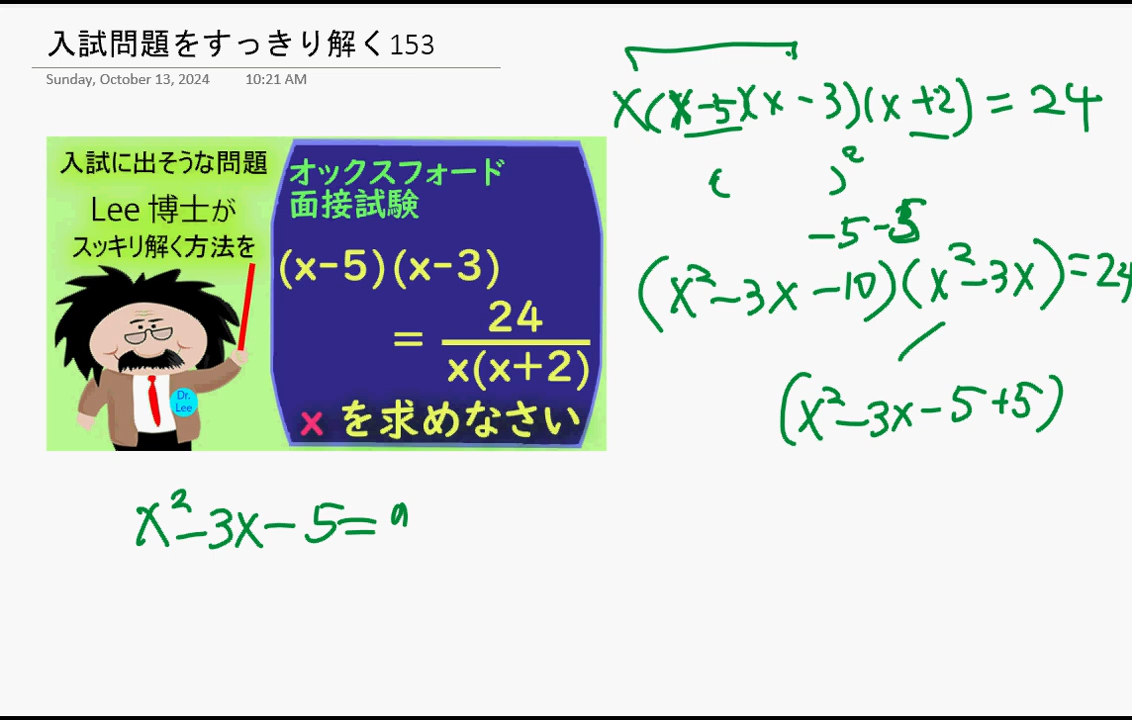 入試問題をすっきり解く153
Sunday, October 13, 2024 10:21 AM
入試に出そうな問題
Lee 博士が
スッキリ解く方法を
Dr.
Lee
オックスフォード
面接試験
(x-5)(x-3)
= 24
x(x+2)
x を求めなさい
x(x-5)(x-3)(x+2)=24
( )²
-5-5
(x²-3x-10)(x²-3x)=24
(x²-3x-5+5)
x²-3x-5=